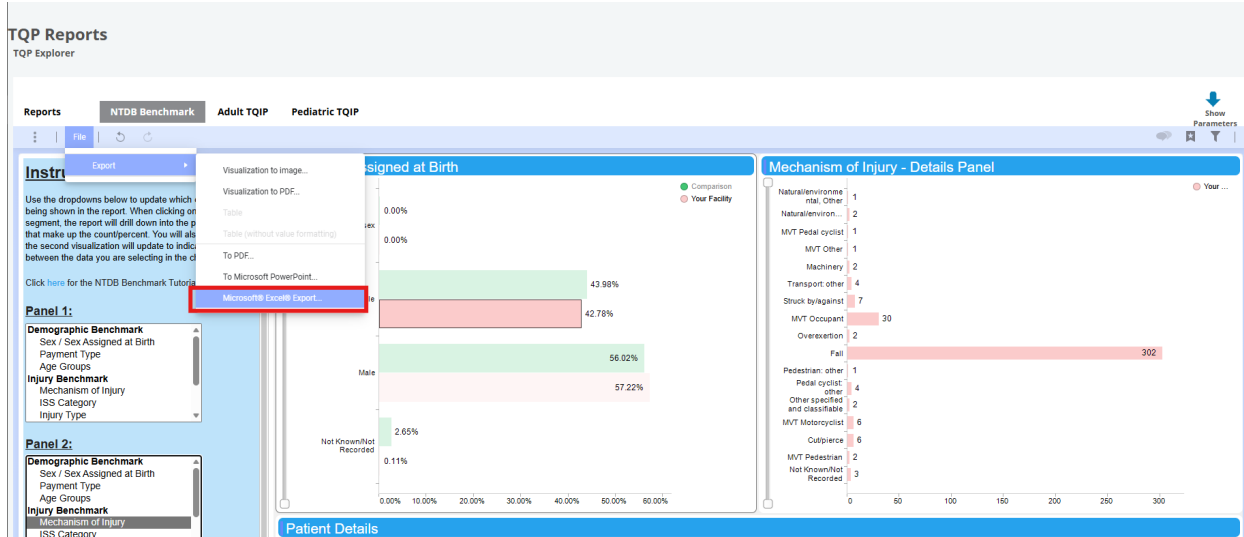 TQP Reports
TQP Explorer
Reports
NTDB Benchmark
Adult TQIP
Pediatric TQIP
Show
Parameters
File
Export
Visualization to image...
Visualization to PDF...
Table
Table (without value formatting)
To PDF...
To Microsoft PowerPoint...
Microsoft® Excel® Export...
Instru
Use the dropdowns below to update which
being shown in the report. When clicking on
segment, the report will drill down into the p
that make up the count/percent. You will als
the second visualization will update to indic
between the data you are selecting in the c
Click here for the NTDB Benchmark Tutoria
Panel 1:
Demographic Benchmark
Sex / Sex Assigned at Birth
Payment Type
Age Groups
Injury Benchmark
Mechanism of Injury
ISS Category
Injury Type
Panel 2:
Demographic Benchmark
Sex / Sex Assigned at Birth
Payment Type
Age Groups
Injury Benchmark
Mechanism of Injury
ISS Category
ssigned at Birth
Comparison
Your Facility
sex
0.00%
0.00%
le
43.98%
42.78%
Male
56.02%
57.22%
Not Known/Not
Recorded
2.65%
0.11%
0.00% 10.00% 20.00% 30.00% 40.00% 50.00% 60.00%
Mechanism of Injury - Details Panel
Your ...
Natural/environme
ntal, Other
1
Natural/environ... 2
MVT Pedal cyclist 1
MVT Other 1
Machinery 2
Transport: other 4
Struck by/against 7
MVT Occupant 30
Overexertion 2
Fall 302
Pedestrian: other 1
Pedal cyclist:
other
4
Other specified
and classifiable
2
MVT Motorcyclist 6
Cut/pierce 6
MVT Pedestrian 2
Not Known/Not
Recorded
3
0 50 100 150 200 250 300
Patient Details